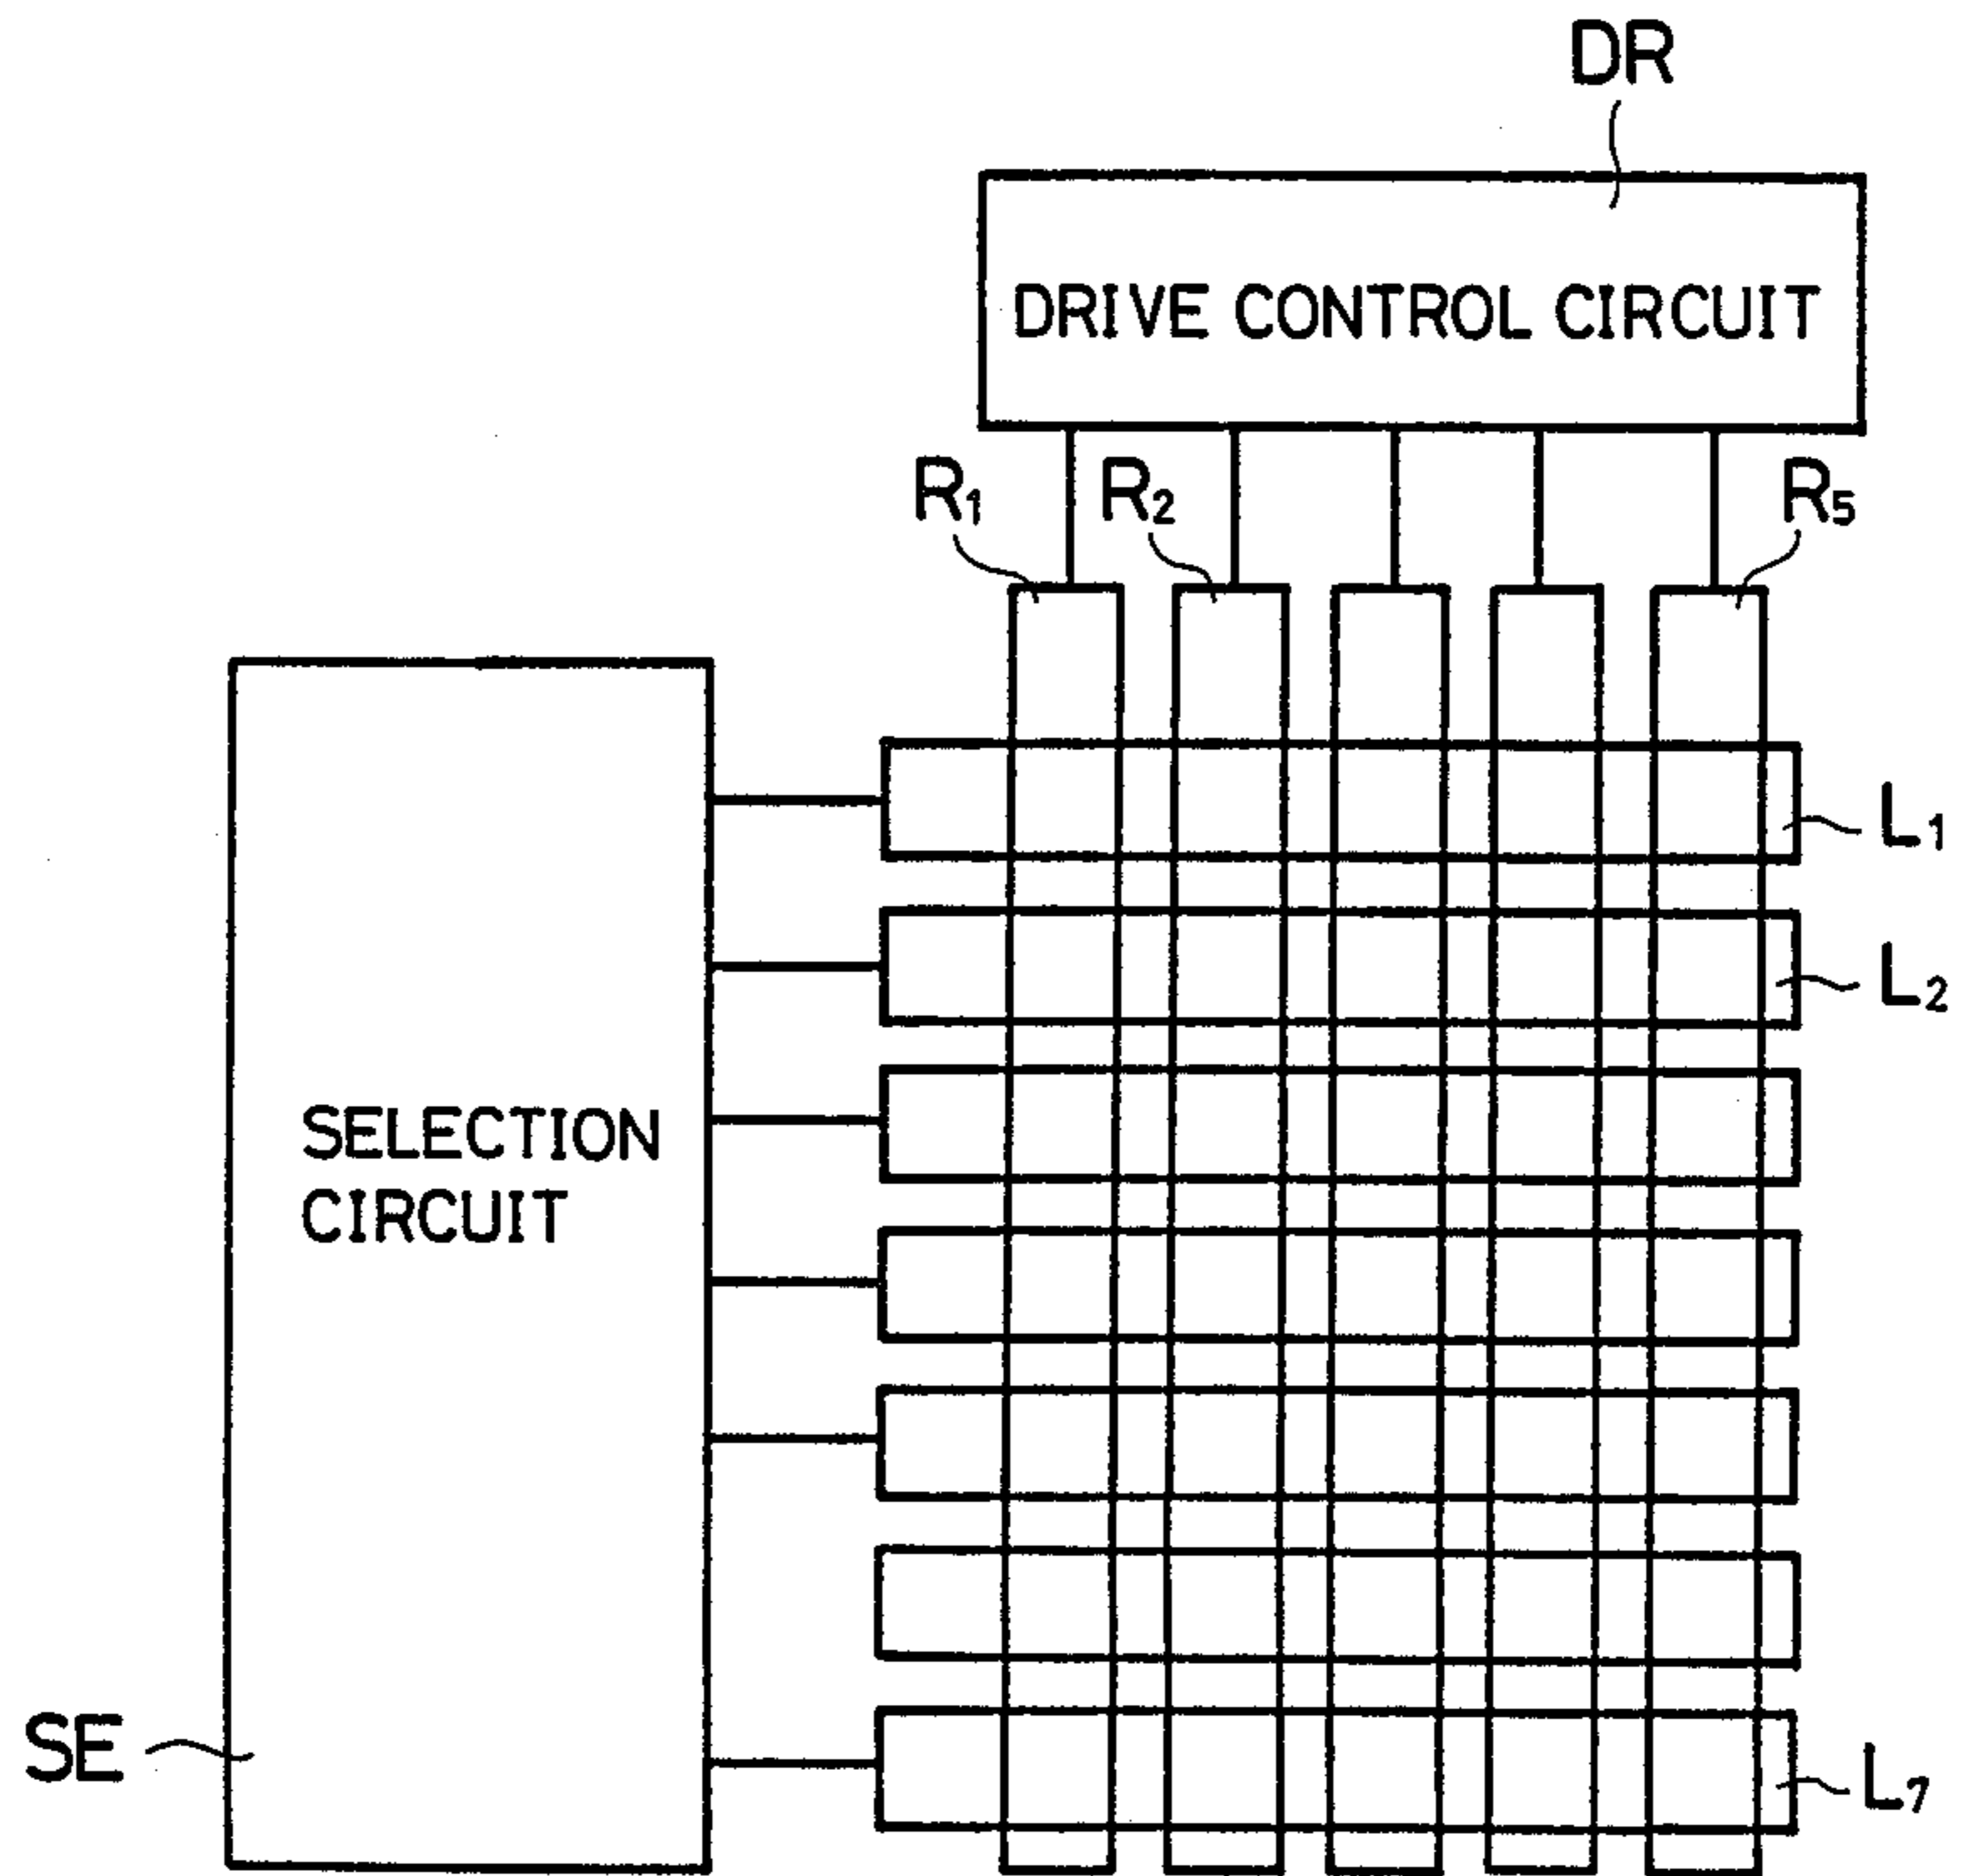 DR
DRIVE CONTROL CIRCUIT
R1 R2 R5
L1
L2
SELECTION
CIRCUIT
SE
L7